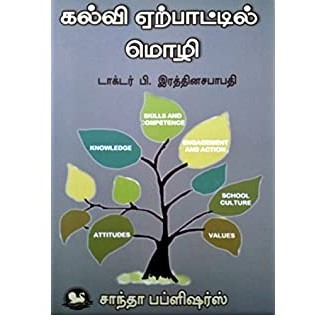 கல்வி ஏற்பாட்டில்
மொழி
டாக்டர் பி. இரத்தினசபாபதி
SKILLS AND
COMPETENCE
KNOWLEDGE
ENGAGEMENT
AND ACTION
SCHOOL
CULTURE
ATTITUDES
VALUES
சாந்தா பப்ளிஷர்ஸ்